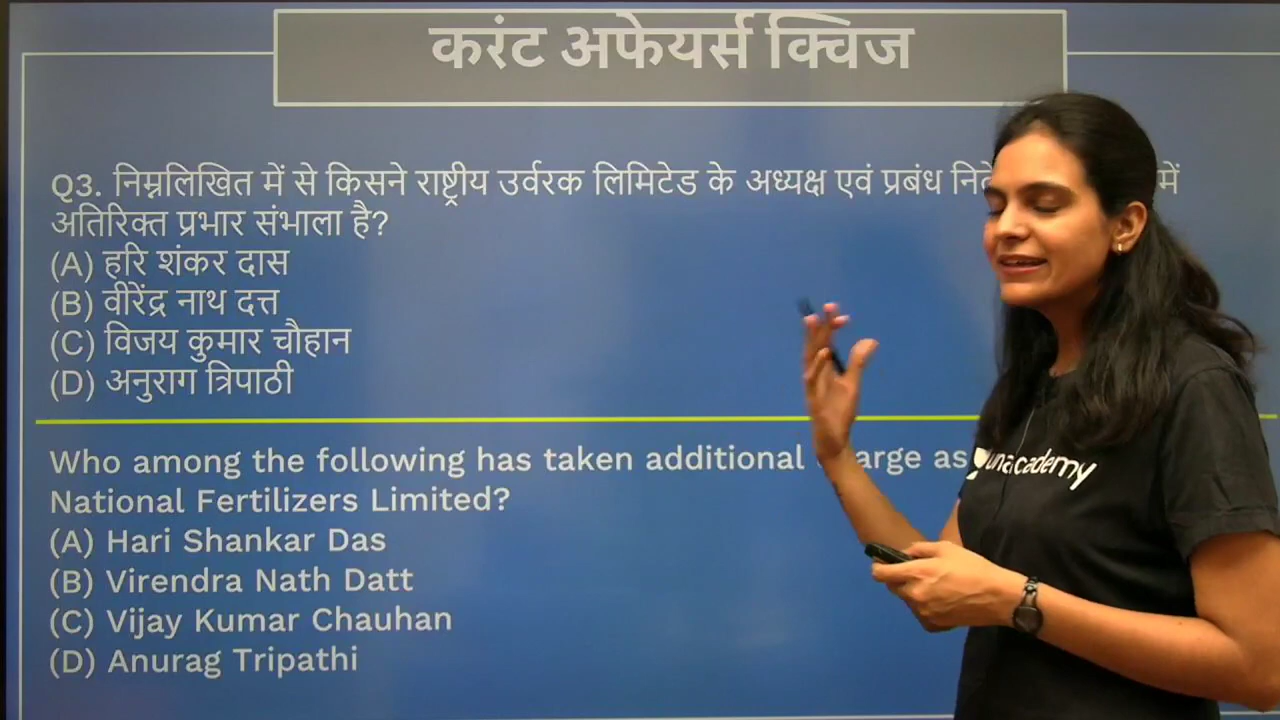 करंट अफेयर्स क्विज
Q3. निम्नलिखित में से किसने राष्ट्रीय उर्वरक लिमिटेड के अध्यक्ष एवं प्रबंध में
अतिरिक्त प्रभार संभाला है?
(A) हरि शंकर दास
(B) वीरेंद्र नाथ दत्त
(C) विजय कुमार चौहान
(D) अनुराग त्रिपाठी
Who among the following has taken additional as
National Fertilizers Limited?
(A) Hari Shankar Das
(B) Virendra Nath Datt
(C) Vijay Kumar Chauhan
(D) Anurag Tripathi
unacademy